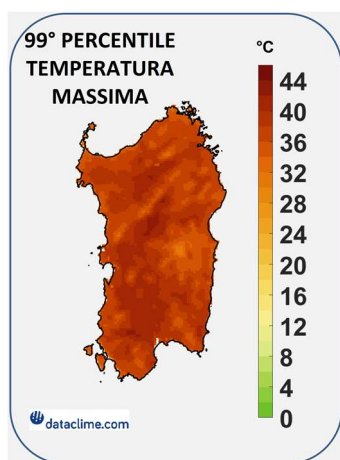 99° PERCENTILE
TEMPERATURA
MASSIMA
°C
44
40
36
32
28
24
20
16
12
8
4
0
dataclime.com